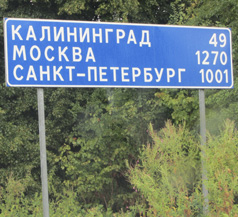 КАЛИНИНГРАД 49
МОСКВА 1270
САНКТ-ПЕТЕРБУРГ 1001